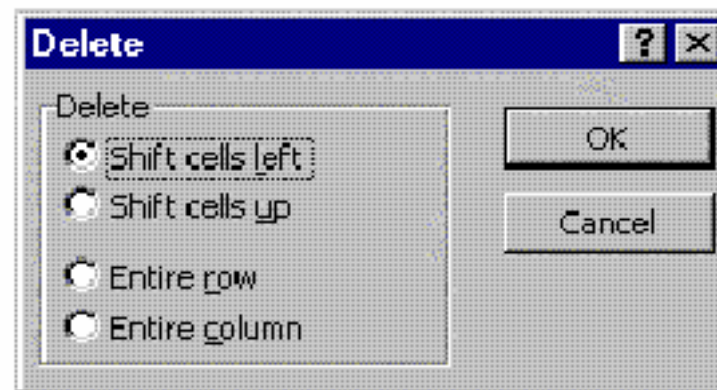 Delete
Delete
Shift cells left
Shift cells up
Entire row
Entire column
OK
Cancel